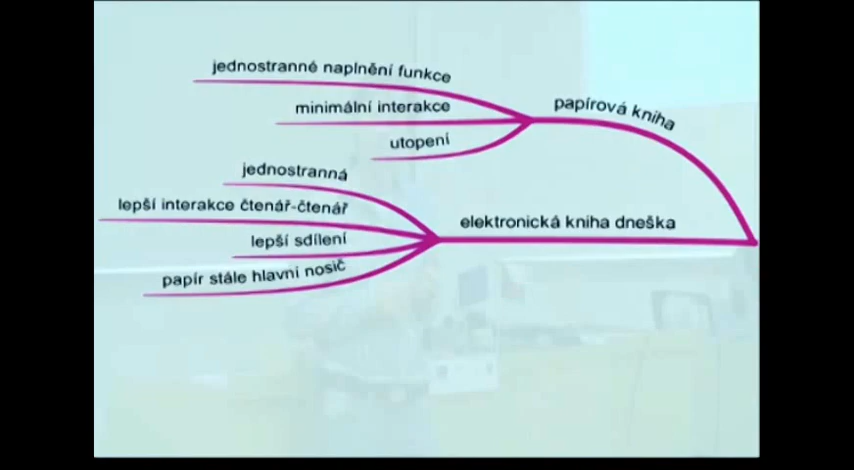 jednostranné naplnění funkce
minimální interakce
utopení
papírová kniha
jednostranná
lepší interakce čtenář-čtenář
lepší sdílení
papír stále hlavní nosič
elektronická kniha dneška